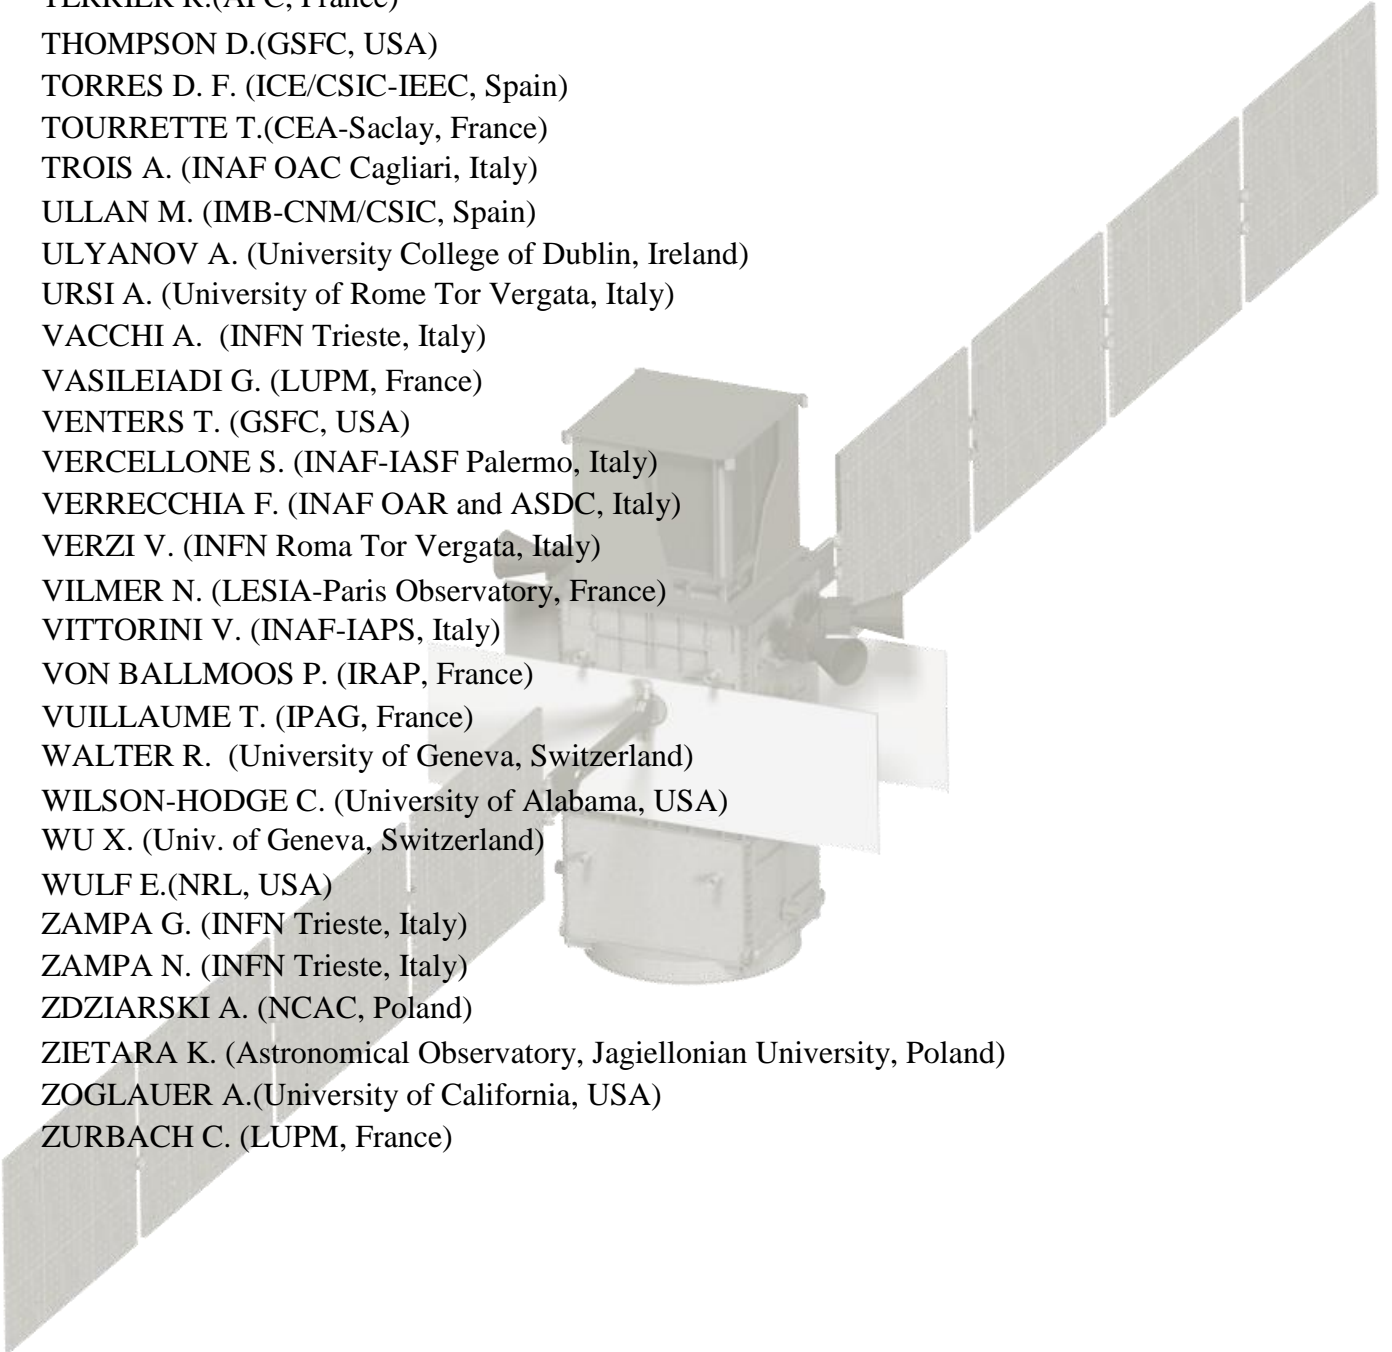 TERRIER R.(APC, France)
THOMPSON D.(GSFC, USA)
TORRES D. F. (ICE/CSIC-IEEC, Spain)
TOURRETTE T.(CEA-Saclay, France)
TROIS A. (INAF OAC Cagliari, Italy)
ULLAN M. (IMB-CNM/CSIC, Spain)
ULYANOV A. (University College of Dublin, Ireland)
URSI A. (University of Rome Tor Vergata, Italy)
VACCHI A.  (INFN Trieste, Italy)
VASILEIADI G. (LUPM, France)
VENTERS T. (GSFC, USA)
VERCELLONE S. (INAF-IASF Palermo, Italy)
VERRECCHIA F. (INAF OAR and ASDC, Italy)
VERZI V. (INFN Roma Tor Vergata, Italy)
VILMER N. (LESIA-Paris Observatory, France)
VITTORINI V. (INAF-IAPS, Italy)
VON BALLMOOS P. (IRAP, France)
VUILLAUME T. (IPAG, France)
WALTER R.  (University of Geneva, Switzerland)
WILSON-HODGE C. (University of Alabama, USA)
WU X. (Univ. of Geneva, Switzerland)
WULF E.(NRL, USA)
ZAMPA G. (INFN Trieste, Italy)
ZAMPA N. (INFN Trieste, Italy)
ZDZIARSKI A. (NCAC, Poland)
ZIETARA K. (Astronomical Observatory, Jagiellonian University, Poland)
ZOGLAUER A.(University of California, USA)
ZURBACH C. (LUPM, France)